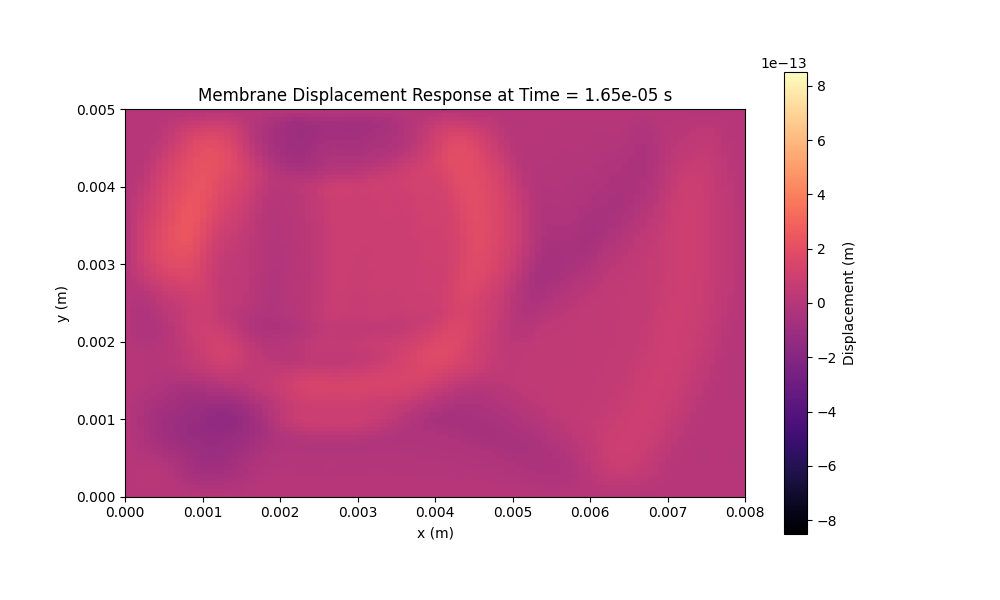 1e−13
Membrane Displacement Response at Time = 1.65e-05 s
0.005
0.004
0.003
0.002
0.001
0.000
y (m)
0.000 0.001 0.002 0.003 0.004 0.005 0.006 0.007 0.008
x (m)
8
6
4
2
0
−2
−4
−6
−8
Displacement (m)